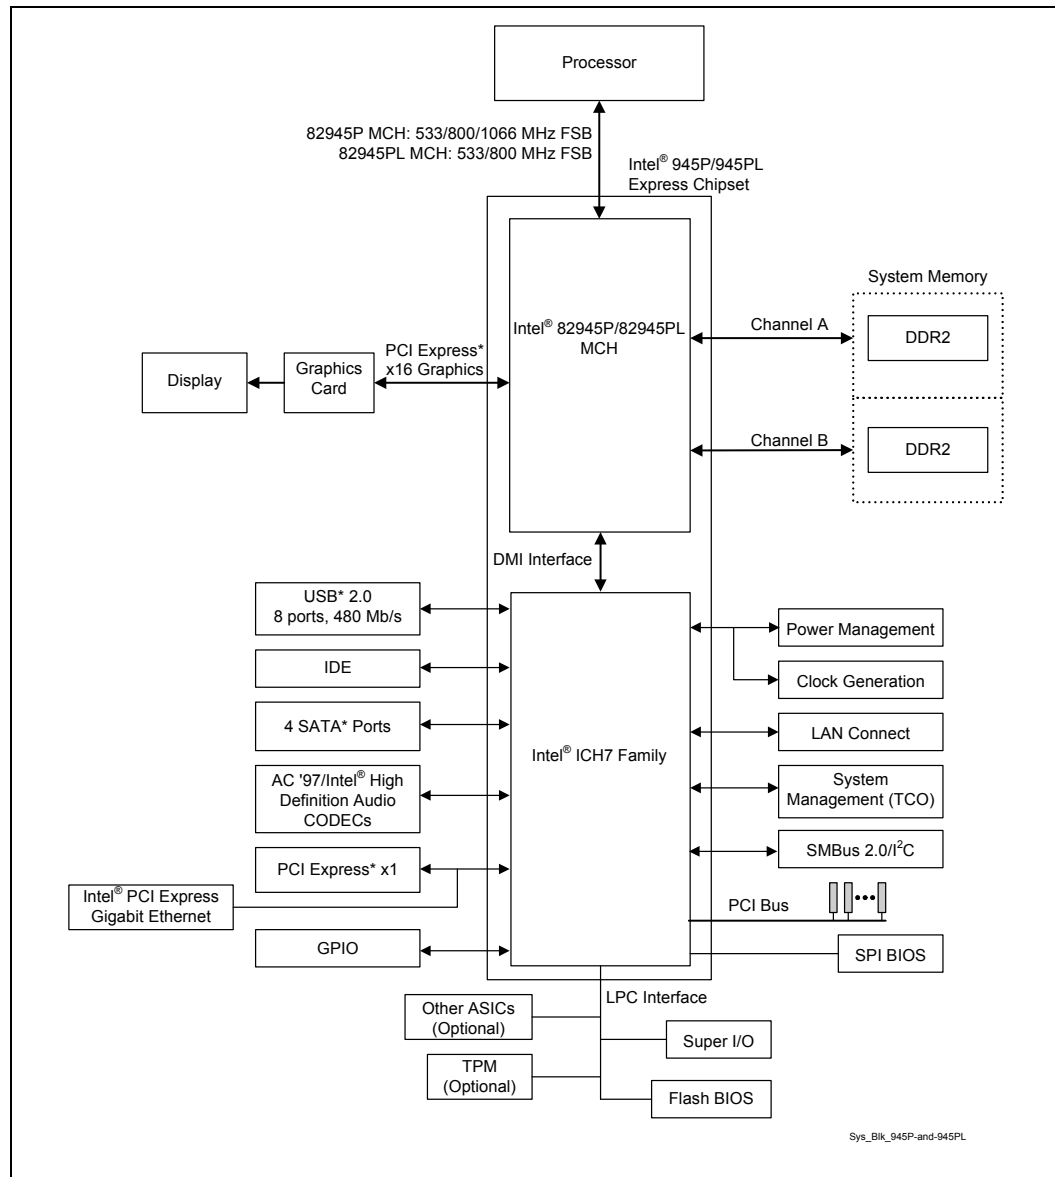 Processor
82945P MCH: 533/800/1066 MHz FSB
82945PL MCH: 533/800 MHz FSB
Intel® 945P/945PL
Express Chipset
System Memory
Intel® 82945P/82945PL
MCH
Channel A
DDR2
PCI Express*
x16 Graphics
Display
Graphics
Card
Channel B
DDR2
DMI Interface
USB* 2.0
8 ports, 480 Mb/s
Power Management
IDE
Clock Generation
4 SATA* Ports
LAN Connect
Intel® ICH7 Family
AC '97/Intel® High
Definition Audio
CODECs
System
Management (TCO)
SMBus 2.0/I²C
PCI Express* x1
Intel® PCI Express
Gigabit Ethernet
PCI Bus
GPIO
SPI BIOS
LPC Interface
Other ASICs
(Optional)
Super I/O
TPM
(Optional)
Flash BIOS
Sys_Blk_945P-and-945PL